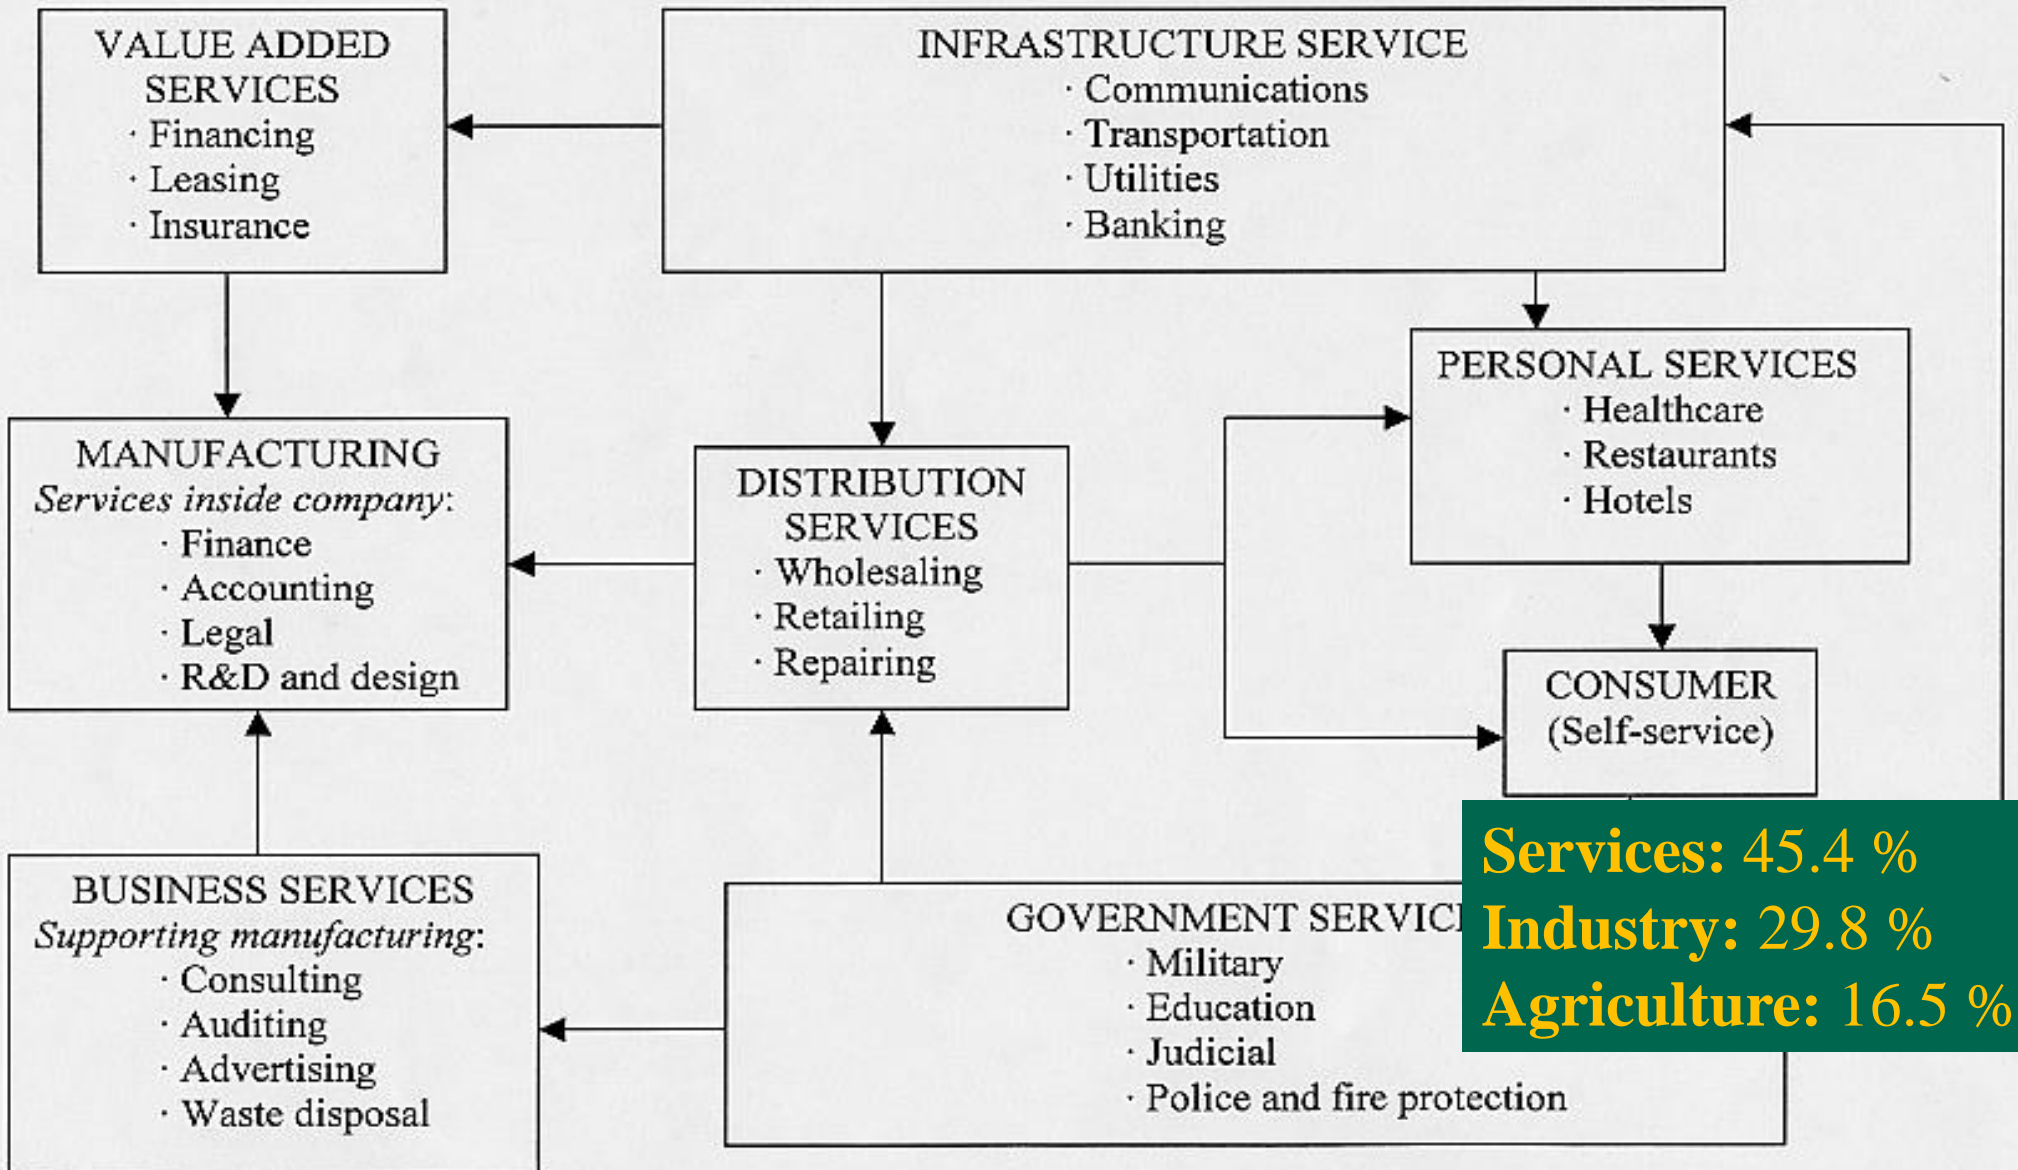 VALUE ADDED
SERVICES
· Financing
· Leasing
· Insurance
INFRASTRUCTURE SERVICE
· Communications
· Transportation
· Utilities
· Banking
PERSONAL SERVICES
· Healthcare
· Restaurants
· Hotels
MANUFACTURING
Services inside company:
· Finance
· Accounting
· Legal
· R&D and design
DISTRIBUTION
SERVICES
· Wholesaling
· Retailing
· Repairing
CONSUMER
(Self-service)
BUSINESS SERVICES
Supporting manufacturing:
· Consulting
· Auditing
· Advertising
· Waste disposal
GOVERNMENT SERVIC
· Military
· Education
· Judicial
· Police and fire protection
Services: 45.4 %
Industry: 29.8 %
Agriculture: 16.5 %